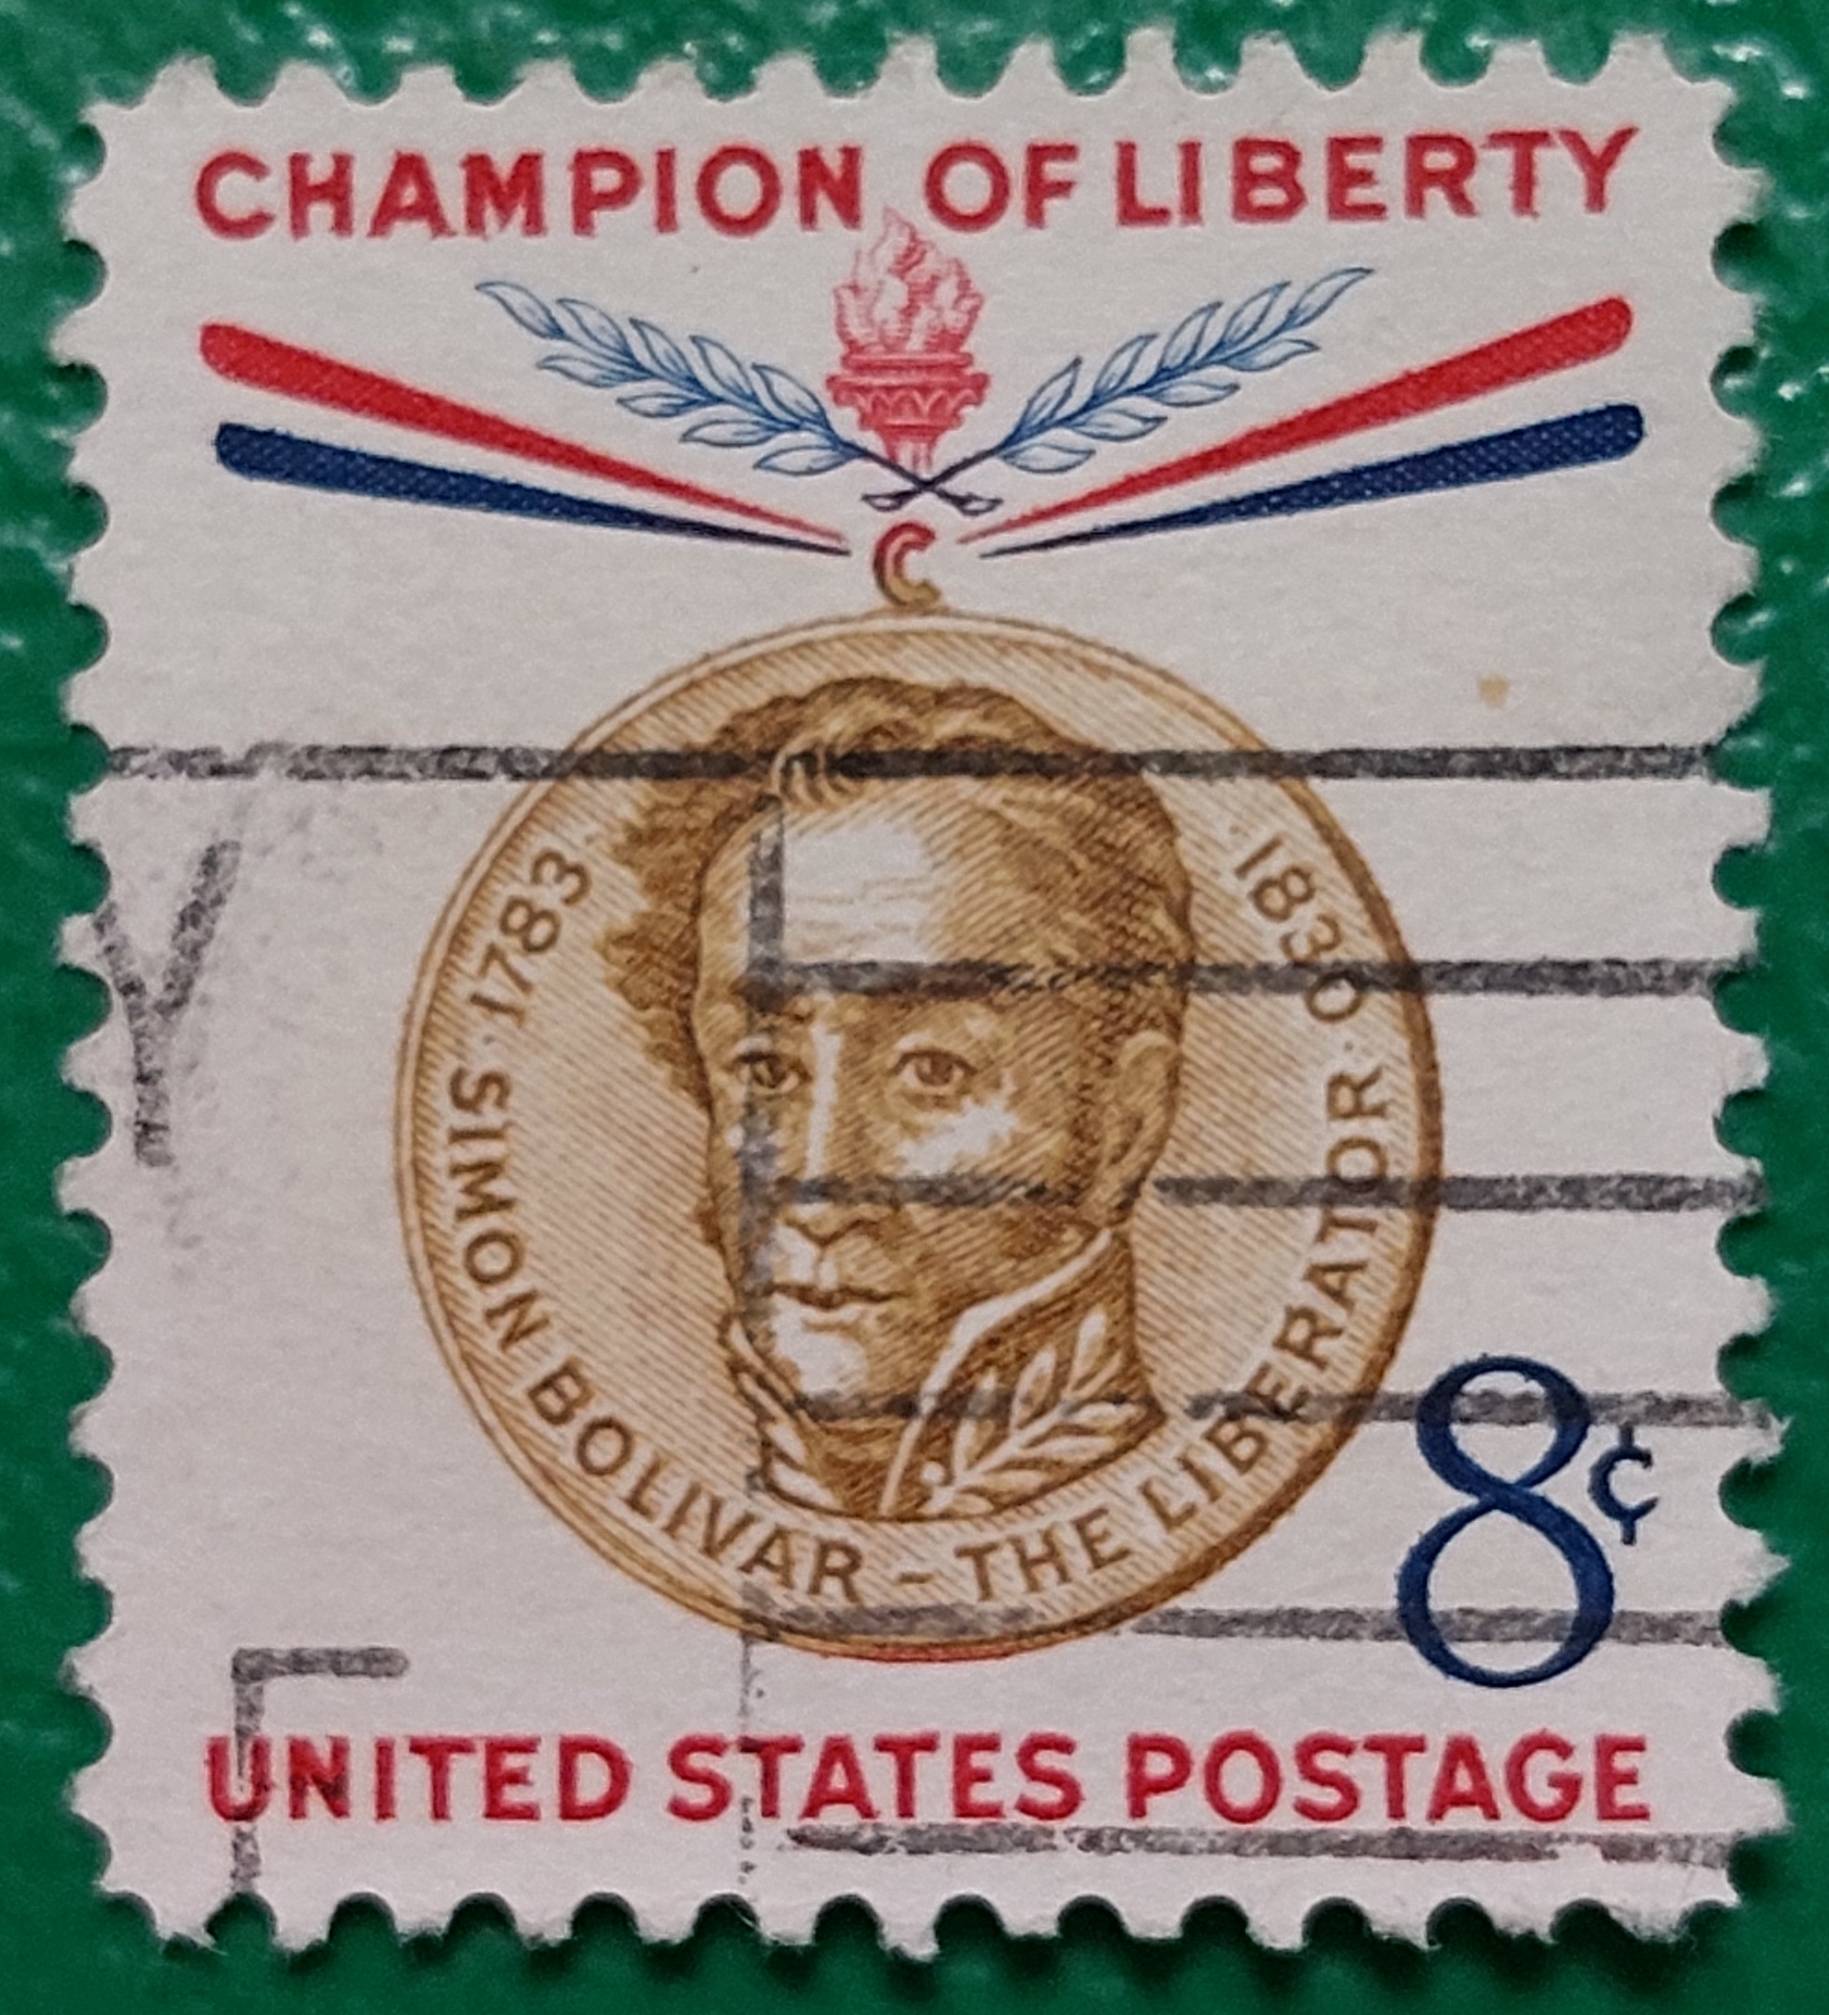 CHAMPION OF LIBERTY
· SIMON BOLIVAR ~ THE LIBERATOR ·
· 1783 ·
· 1830 ·
8¢
UNITED STATES POSTAGE